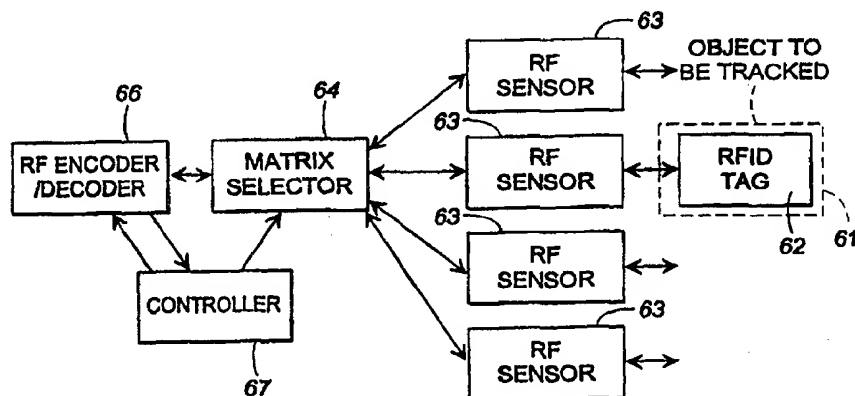 63
RF
SENSOR
OBJECT TO
BE TRACKED
66
RF ENCODER
/DECODER
64
MATRIX
SELECTOR
63
RF
SENSOR
RFID
TAG
62
61
63
RF
SENSOR
CONTROLLER
67
63
RF
SENSOR